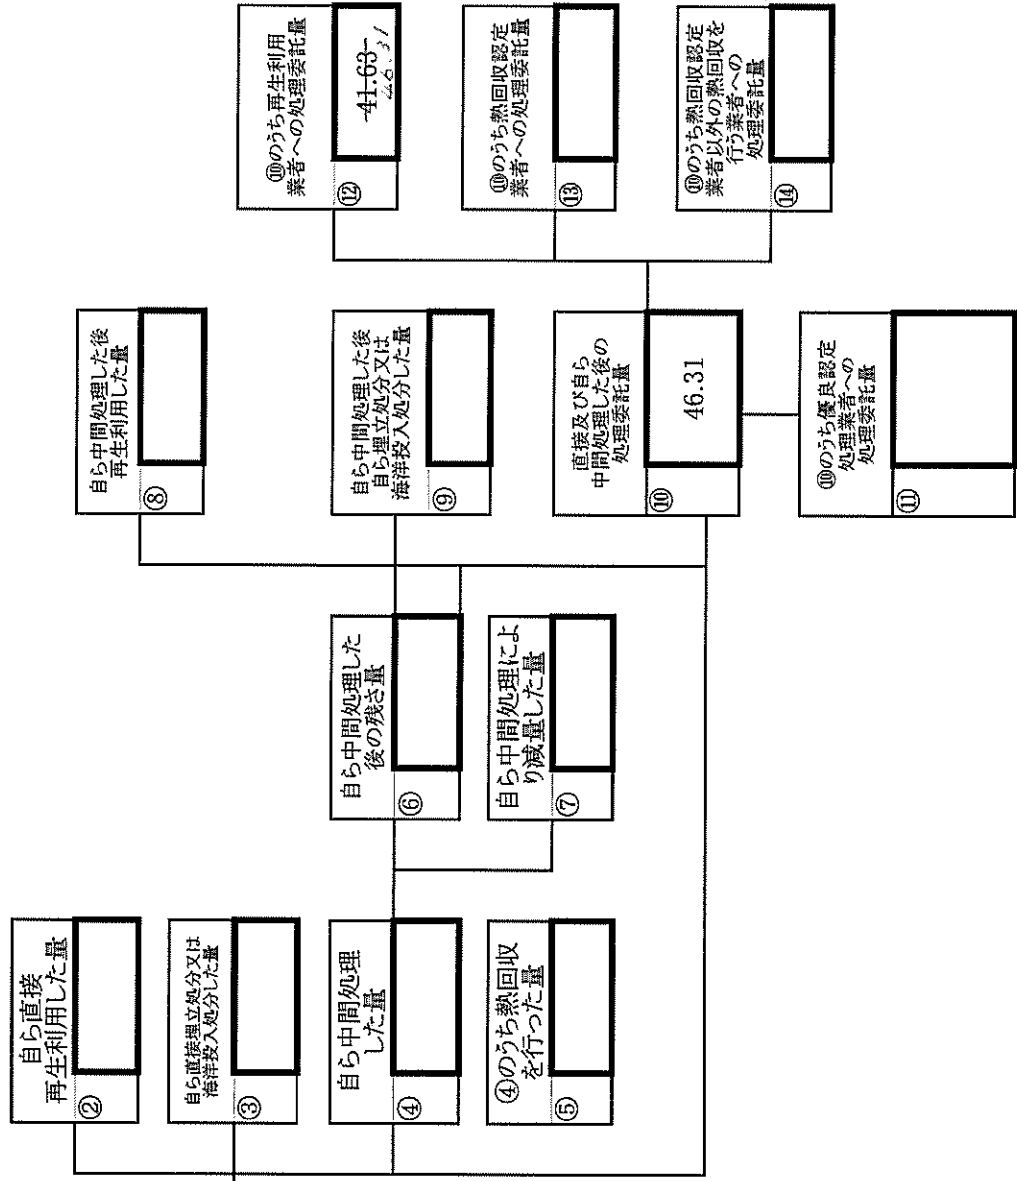 自ら直接
再生利用した量
②
自ら直接埋立処分又は
海洋投入処分した量
③
自ら中間処理
した量
④
④のうち熱回収
を行った量
⑤
自ら中間処理した
後の残さ量
⑥
自ら中間処理によ
り減量した量
⑦
自ら中間処理した後
再生利用した量
⑧
自ら中間処理した後
自ら埋立処分又は
海洋投入処分した量
⑨
直接及び自ら
中間処理した後の
処理委託量
⑩
46.31
⑩のうち優良認定
処理業者への
処理委託量
⑪
⑩のうち再生利用
業者への処理委託量
⑫
41.63
46.31
⑩のうち熱回収認定
業者への処理委託量
⑬
⑩のうち熱回収認定
業者以外の熱回収を
行う業者への
処理委託量
⑭